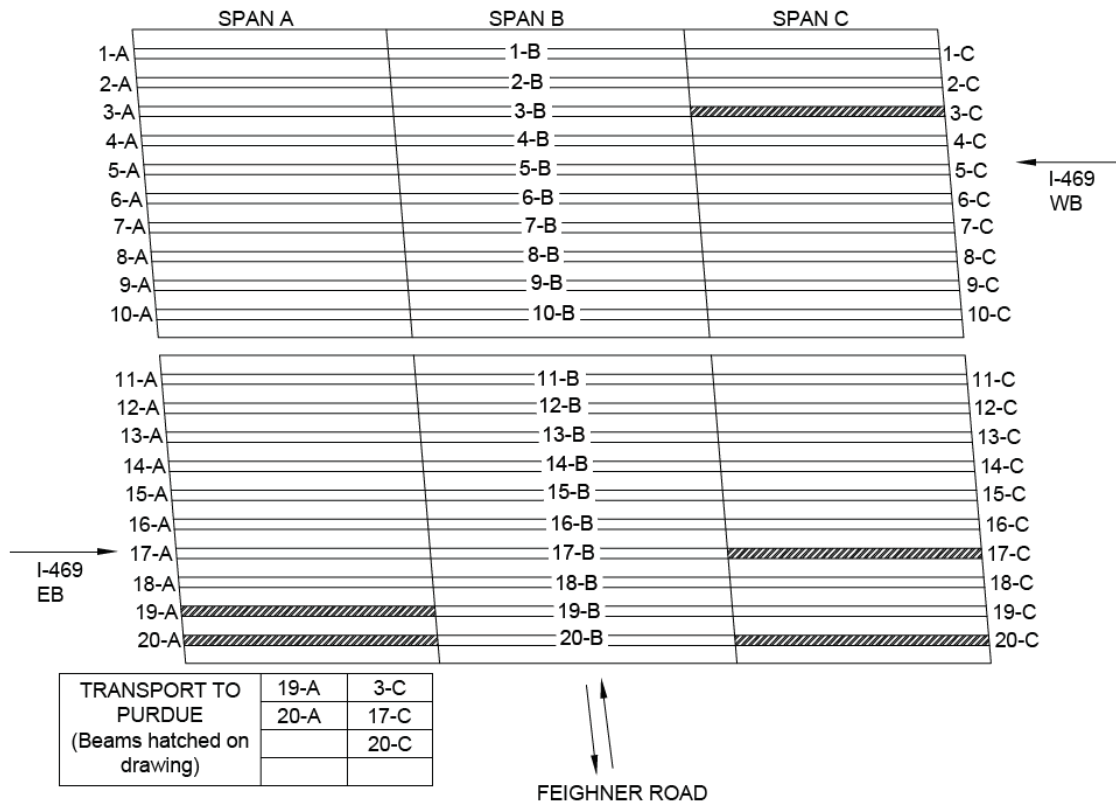 SPAN A SPAN B SPAN C
1-A 1-B 1-C
2-A 2-B 2-C
3-A 3-B 3-C
4-A 4-B 4-C
5-A 5-B 5-C
6-A 6-B 6-C
7-A 7-B 7-C
8-A 8-B 8-C
9-A 9-B 9-C
10-A 10-B 10-C
I-469
WB
11-A 11-B 11-C
12-A 12-B 12-C
13-A 13-B 13-C
14-A 14-B 14-C
15-A 15-B 15-C
16-A 16-B 16-C
17-A 17-B 17-C
18-A 18-B 18-C
19-A 19-B 19-C
20-A 20-B 20-C
I-469
EB
TRANSPORT TO
PURDUE
(Beams hatched on
drawing)
19-A 3-C
20-A 17-C
20-C
FEIGHNER ROAD